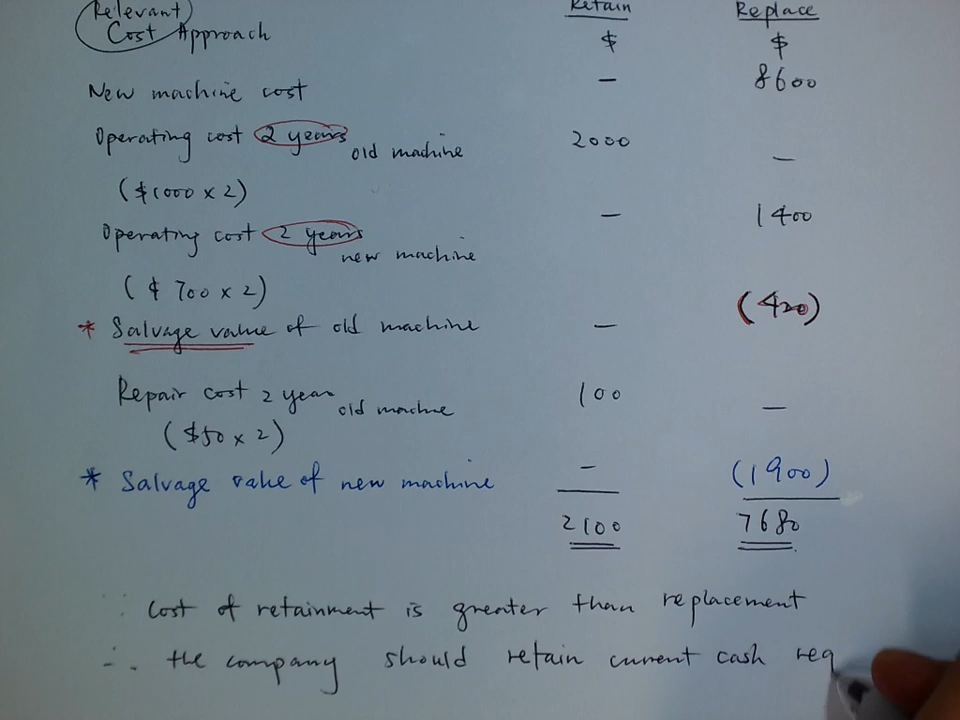 Relevant Retain Replace
Cost Approach $ $
New machine cost — 8600
Operating cost 2 years old machine 2000 —
($1000 x 2)
Operating cost 2 years new machine — 1400
($ 700 x 2)
* Salvage value of old machine — (420)
Repair cost 2 year old machine 100 —
($50 x 2)
* Salvage value of new machine — (1900)
2100 7680
∵ cost of retainment is greater than replacement
∴ the company should retain current cash reg